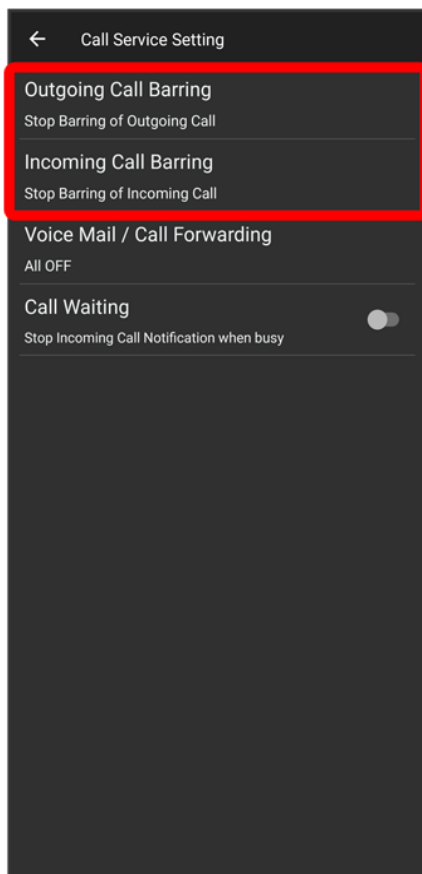 Call Service Setting
Outgoing Call Barring
Stop Barring of Outgoing Call
Incoming Call Barring
Stop Barring of Incoming Call
Voice Mail / Call Forwarding
All OFF
Call Waiting
Stop Incoming Call Notification when busy